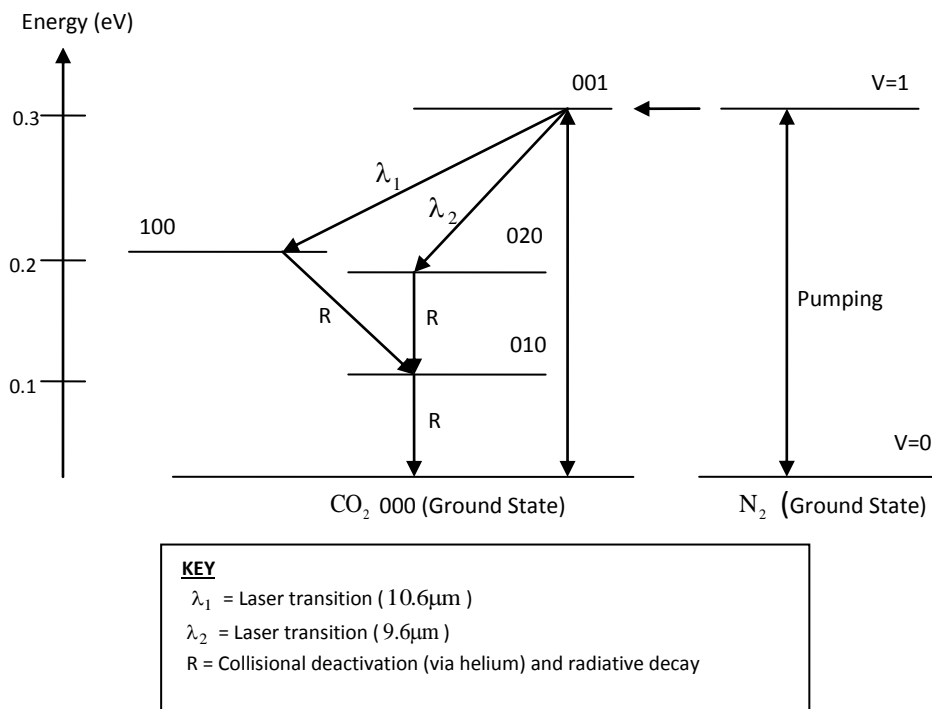 Energy (eV)
001
V=1
0.3
λ₁
λ₂
100
020
0.2
Pumping
R
R
010
0.1
R
V=0
CO₂ 000 (Ground State)
N₂ (Ground State)
KEY
λ₁ = Laser transition ( 10.6μm )
λ₂ = Laser transition ( 9.6μm )
R = Collisional deactivation (via helium) and radiative decay